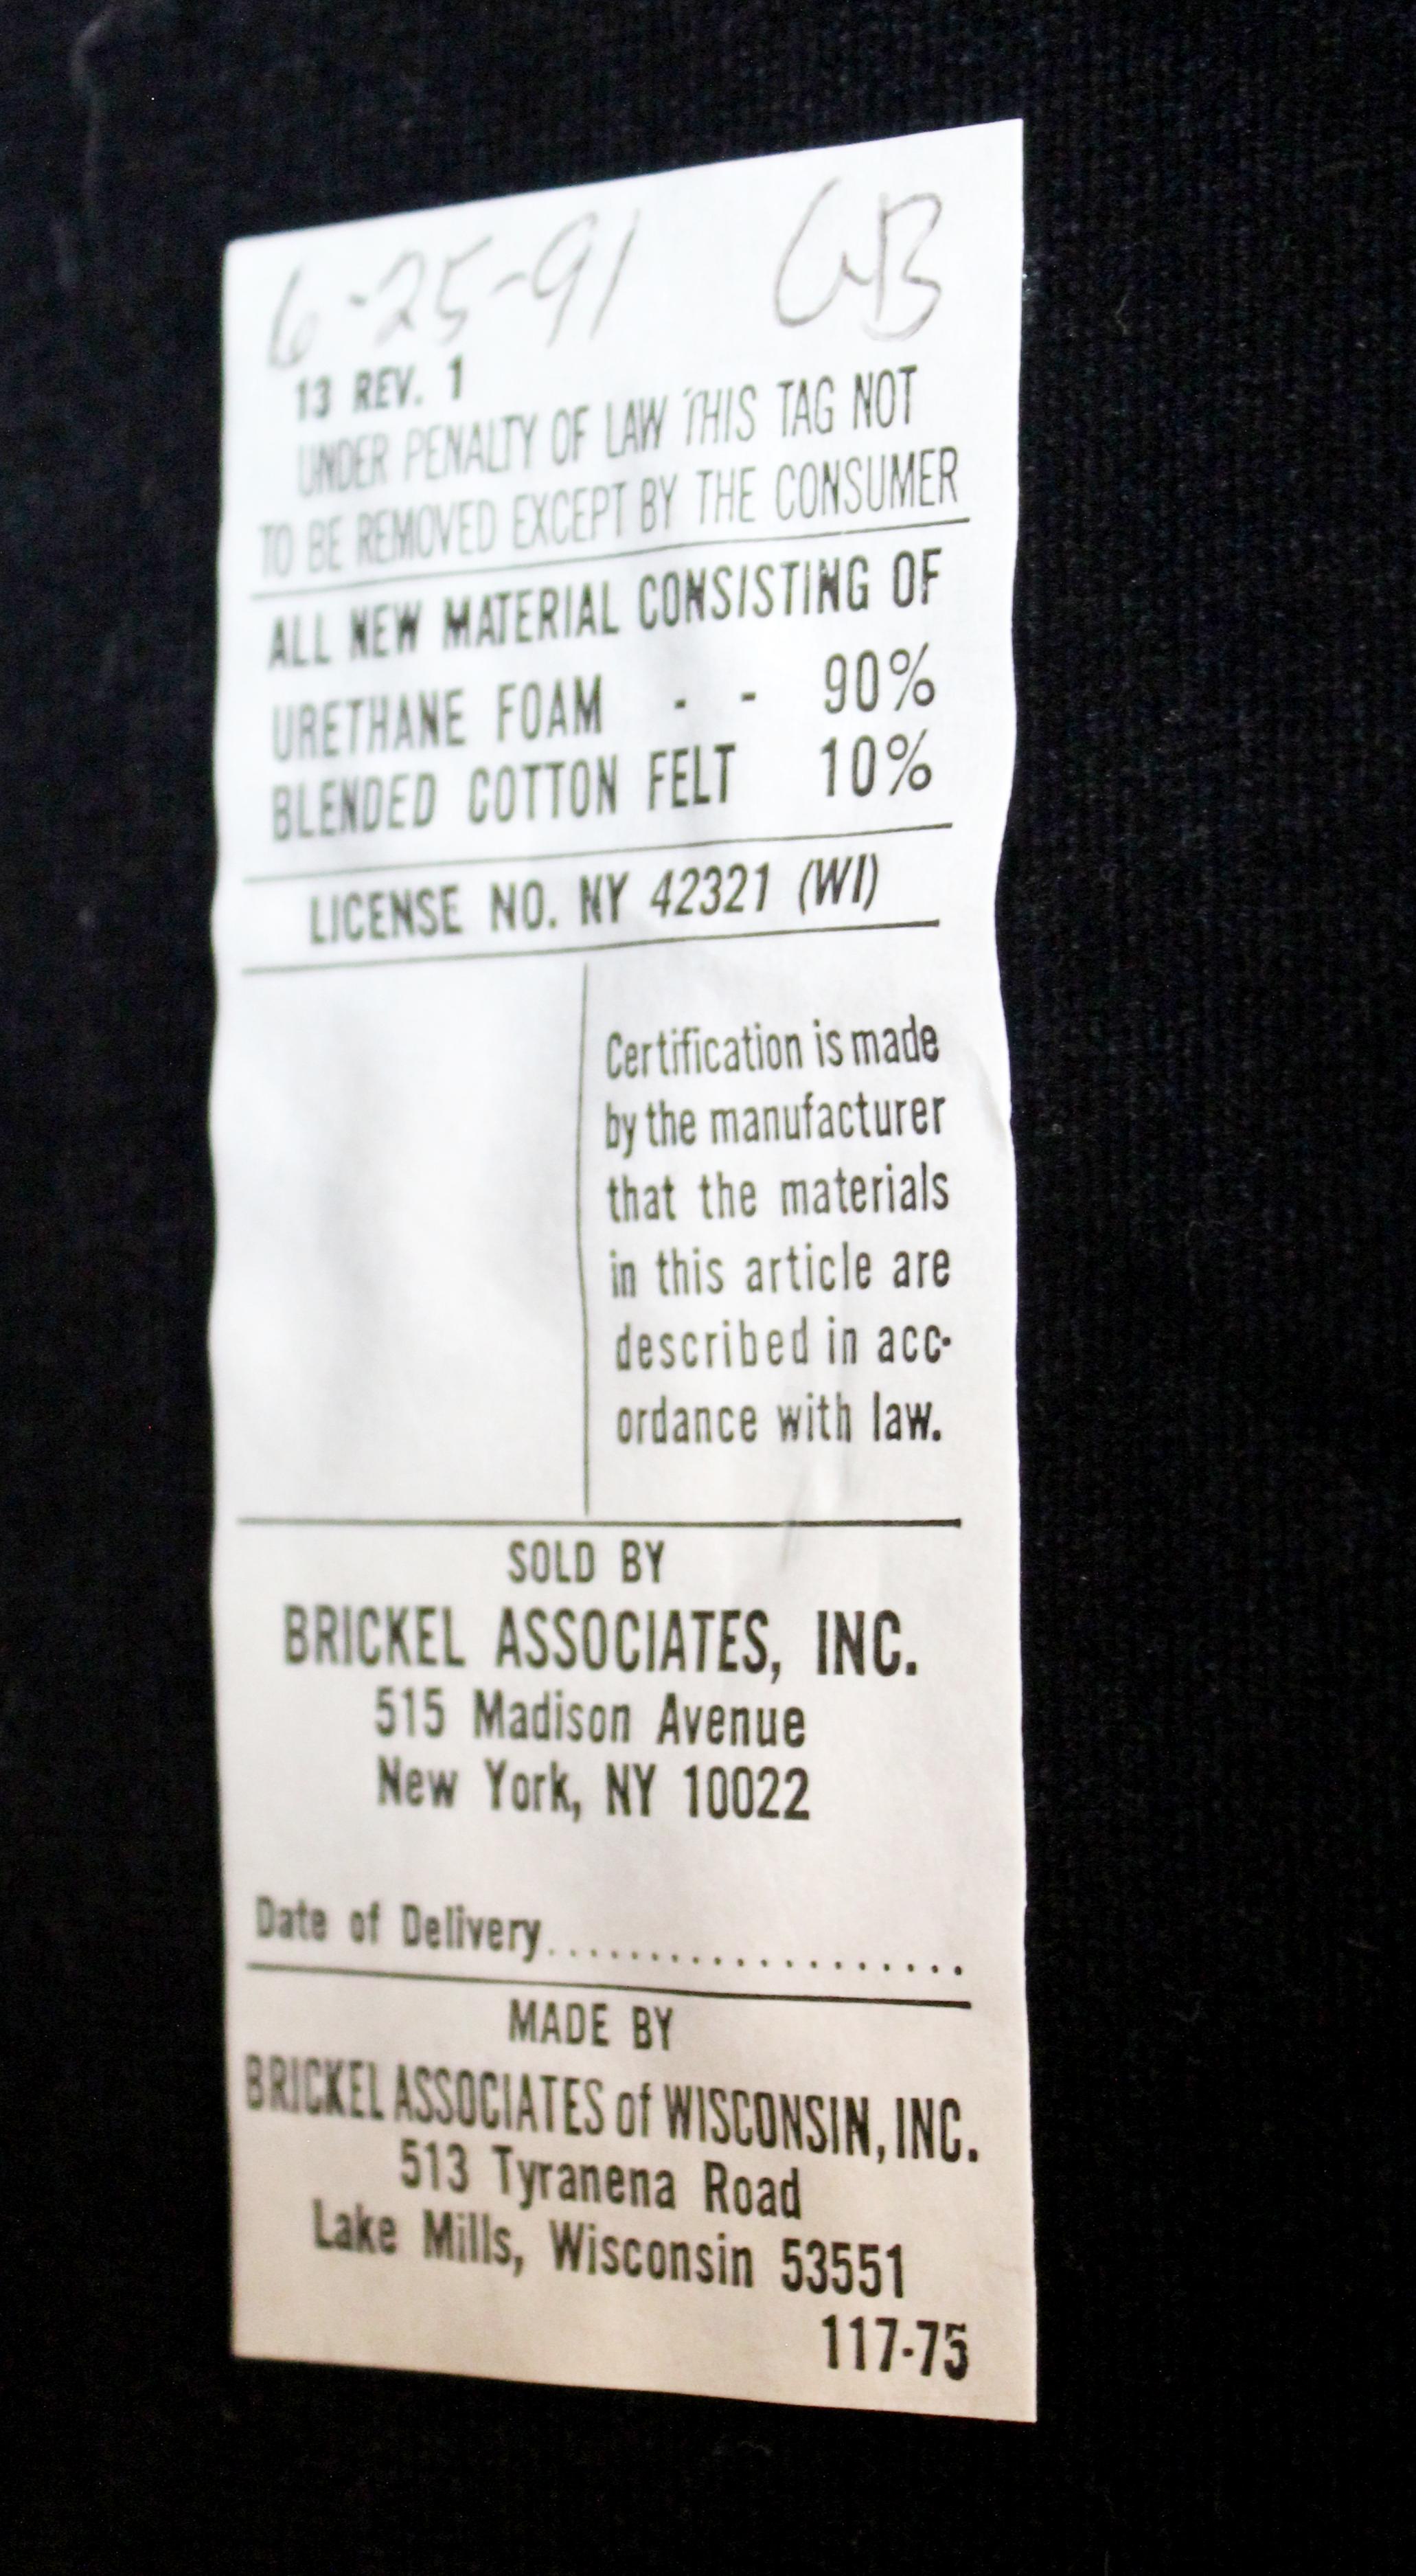 6-25-91 GB
13 REV. 1
UNDER PENALTY OF LAW THIS TAG NOT
TO BE REMOVED EXCEPT BY THE CONSUMER
ALL NEW MATERIAL CONSISTING OF
URETHANE FOAM - - 90%
BLENDED COTTON FELT 10%
LICENSE NO. NY 42321 (WI)
Certification is made
by the manufacturer
that the materials
in this article are
described in acc-
ordance with law.
SOLD BY
BRICKEL ASSOCIATES, INC.
515 Madison Avenue
New York, NY 10022
Date of Delivery....................
MADE BY
BRICKEL ASSOCIATES of WISCONSIN, INC.
513 Tyranena Road
Lake Mills, Wisconsin 53551
117-75